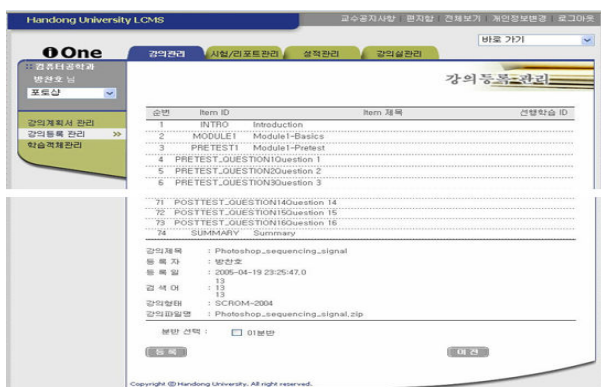 Handong University LCMS
교수공지사항 편지함 전체보기 개인정보변경 로그아웃
바로 가기
iOne
강의관리 시험/리포트관리 성적관리 강의실관리
:: 컴퓨터공학과
방찬호 님
포토샵
강의등록 관리
강의계획서 관리
강의등록 관리 >>
학습객체관리
순번 Item ID Item 제목 선행학습 ID
1 INTRO Introduction
2 MODULE1 Module1-Basics
3 PRETEST1 Module1-Pretest
4 PRETEST_QUESTION1Question 1
5 PRETEST_QUESTION2Question 2
6 PRETEST_QUESTION3Question 3
71 POSTTEST_QUESTION14Question 14
72 POSTTEST_QUESTION15Question 15
73 POSTTEST_QUESTION16Question 16
74 SUMMARY Summary
강의제목 : Photoshop_sequencing_signal
등 록 자 : 방찬호
등 록 일 : 2005-04-19 23:25:47.0
13
검 색 어 : 13
13
강의형태 : SCROM-2004
강의파일명 : Photoshop_sequencing_signal.zip
분반 선택 : 01분반
등 록 이 전
Copyright @ Handong University. All right reserved.